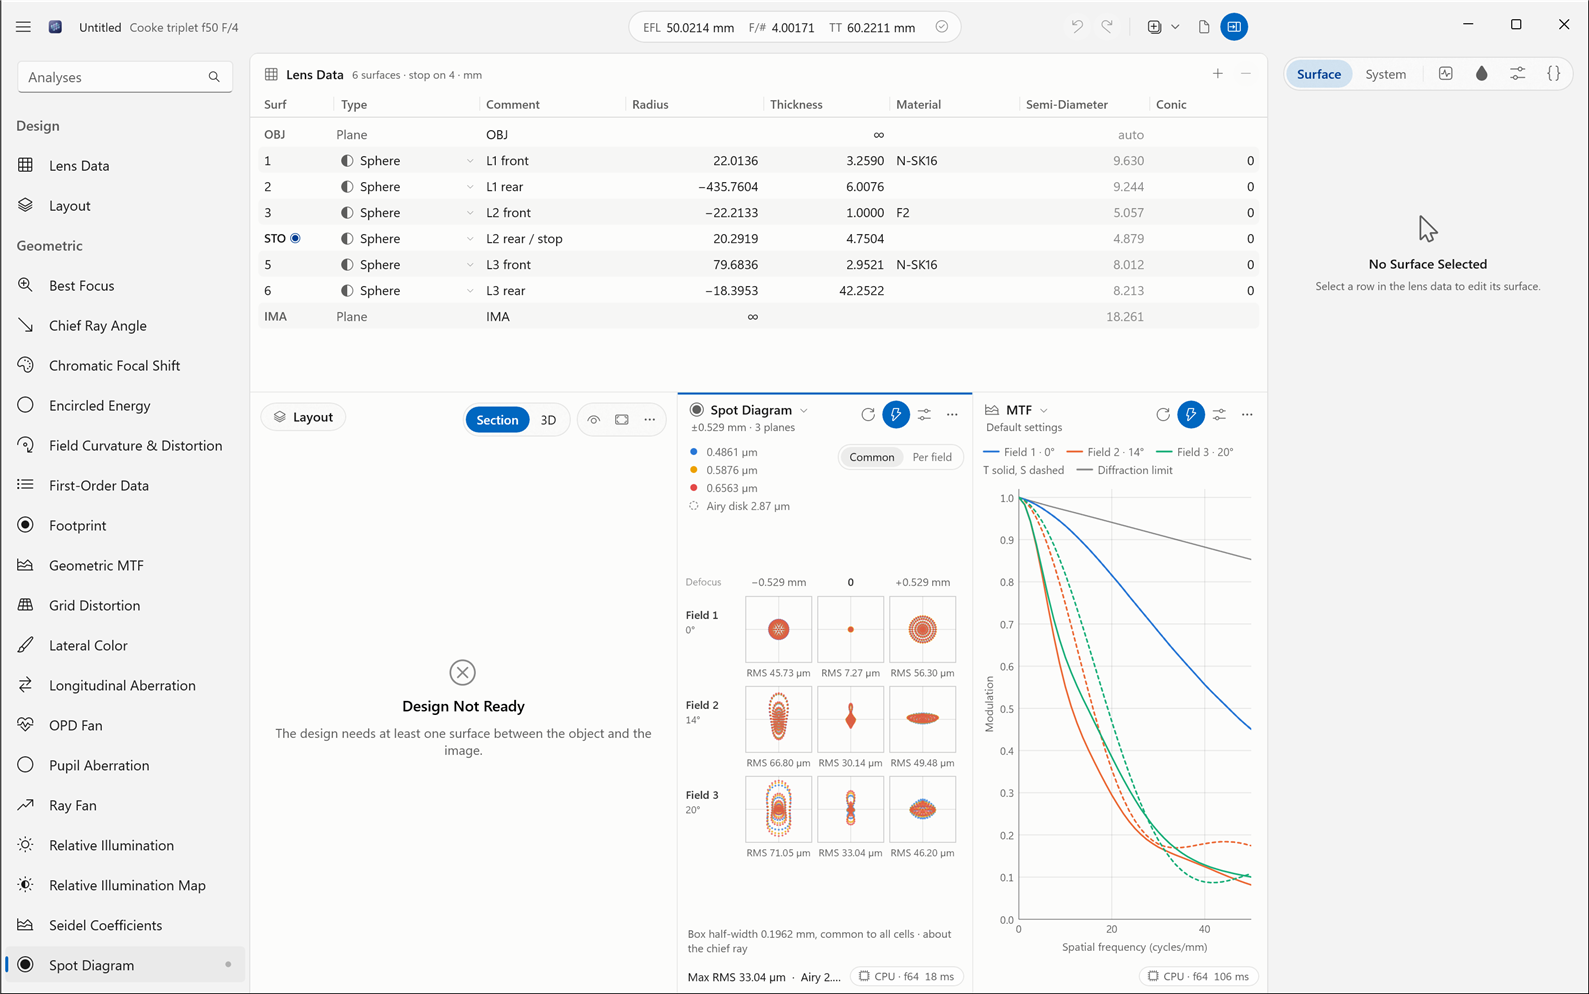 Untitled Cooke triplet f50 F/4
EFL 50.0214 mm F/# 4.00171 TT 60.2211 mm
Analyses
Design
Lens Data
Layout
Geometric
Best Focus
Chief Ray Angle
Chromatic Focal Shift
Encircled Energy
Field Curvature & Distortion
First-Order Data
Footprint
Geometric MTF
Grid Distortion
Lateral Color
Longitudinal Aberration
OPD Fan
Pupil Aberration
Ray Fan
Relative Illumination
Relative Illumination Map
Seidel Coefficients
Spot Diagram
Lens Data 6 surfaces · stop on 4 · mm
Surf Type Comment Radius Thickness Material Semi-Diameter Conic
OBJ Plane OBJ ∞ auto
1 Sphere L1 front 22.0136 3.2590 N-SK16 9.630 0
2 Sphere L1 rear −435.7604 6.0076 9.244 0
3 Sphere L2 front −22.2133 1.0000 F2 5.057 0
STO Sphere L2 rear / stop 20.2919 4.7504 4.879 0
5 Sphere L3 front 79.6836 2.9521 N-SK16 8.012 0
6 Sphere L3 rear −18.3953 42.2522 8.213 0
IMA Plane IMA ∞ 18.261
Layout
Section 3D
Design Not Ready
The design needs at least one surface between the object and the
image.
Spot Diagram
±0.529 mm · 3 planes
0.4861 µm
0.5876 µm
0.6563 µm
Airy disk 2.87 µm
Common Per field
Defocus −0.529 mm 0 +0.529 mm
Field 1
0°
RMS 45.73 µm RMS 7.27 µm RMS 56.30 µm
Field 2
14°
RMS 66.80 µm RMS 30.14 µm RMS 49.48 µm
Field 3
20°
RMS 71.05 µm RMS 33.04 µm RMS 46.20 µm
Box half-width 0.1962 mm, common to all cells · about
the chief ray
Max RMS 33.04 µm · Airy 2.... CPU · f64 18 ms
MTF
Default settings
Field 1 · 0° Field 2 · 14° Field 3 · 20°
T solid, S dashed Diffraction limit
1.0
0.9
0.8
0.7
0.6
0.5
0.4
0.3
0.2
0.1
0.0
Modulation
0 20 40
Spatial frequency (cycles/mm)
CPU · f64 106 ms
Surface System {}
No Surface Selected
Select a row in the lens data to edit its surface.